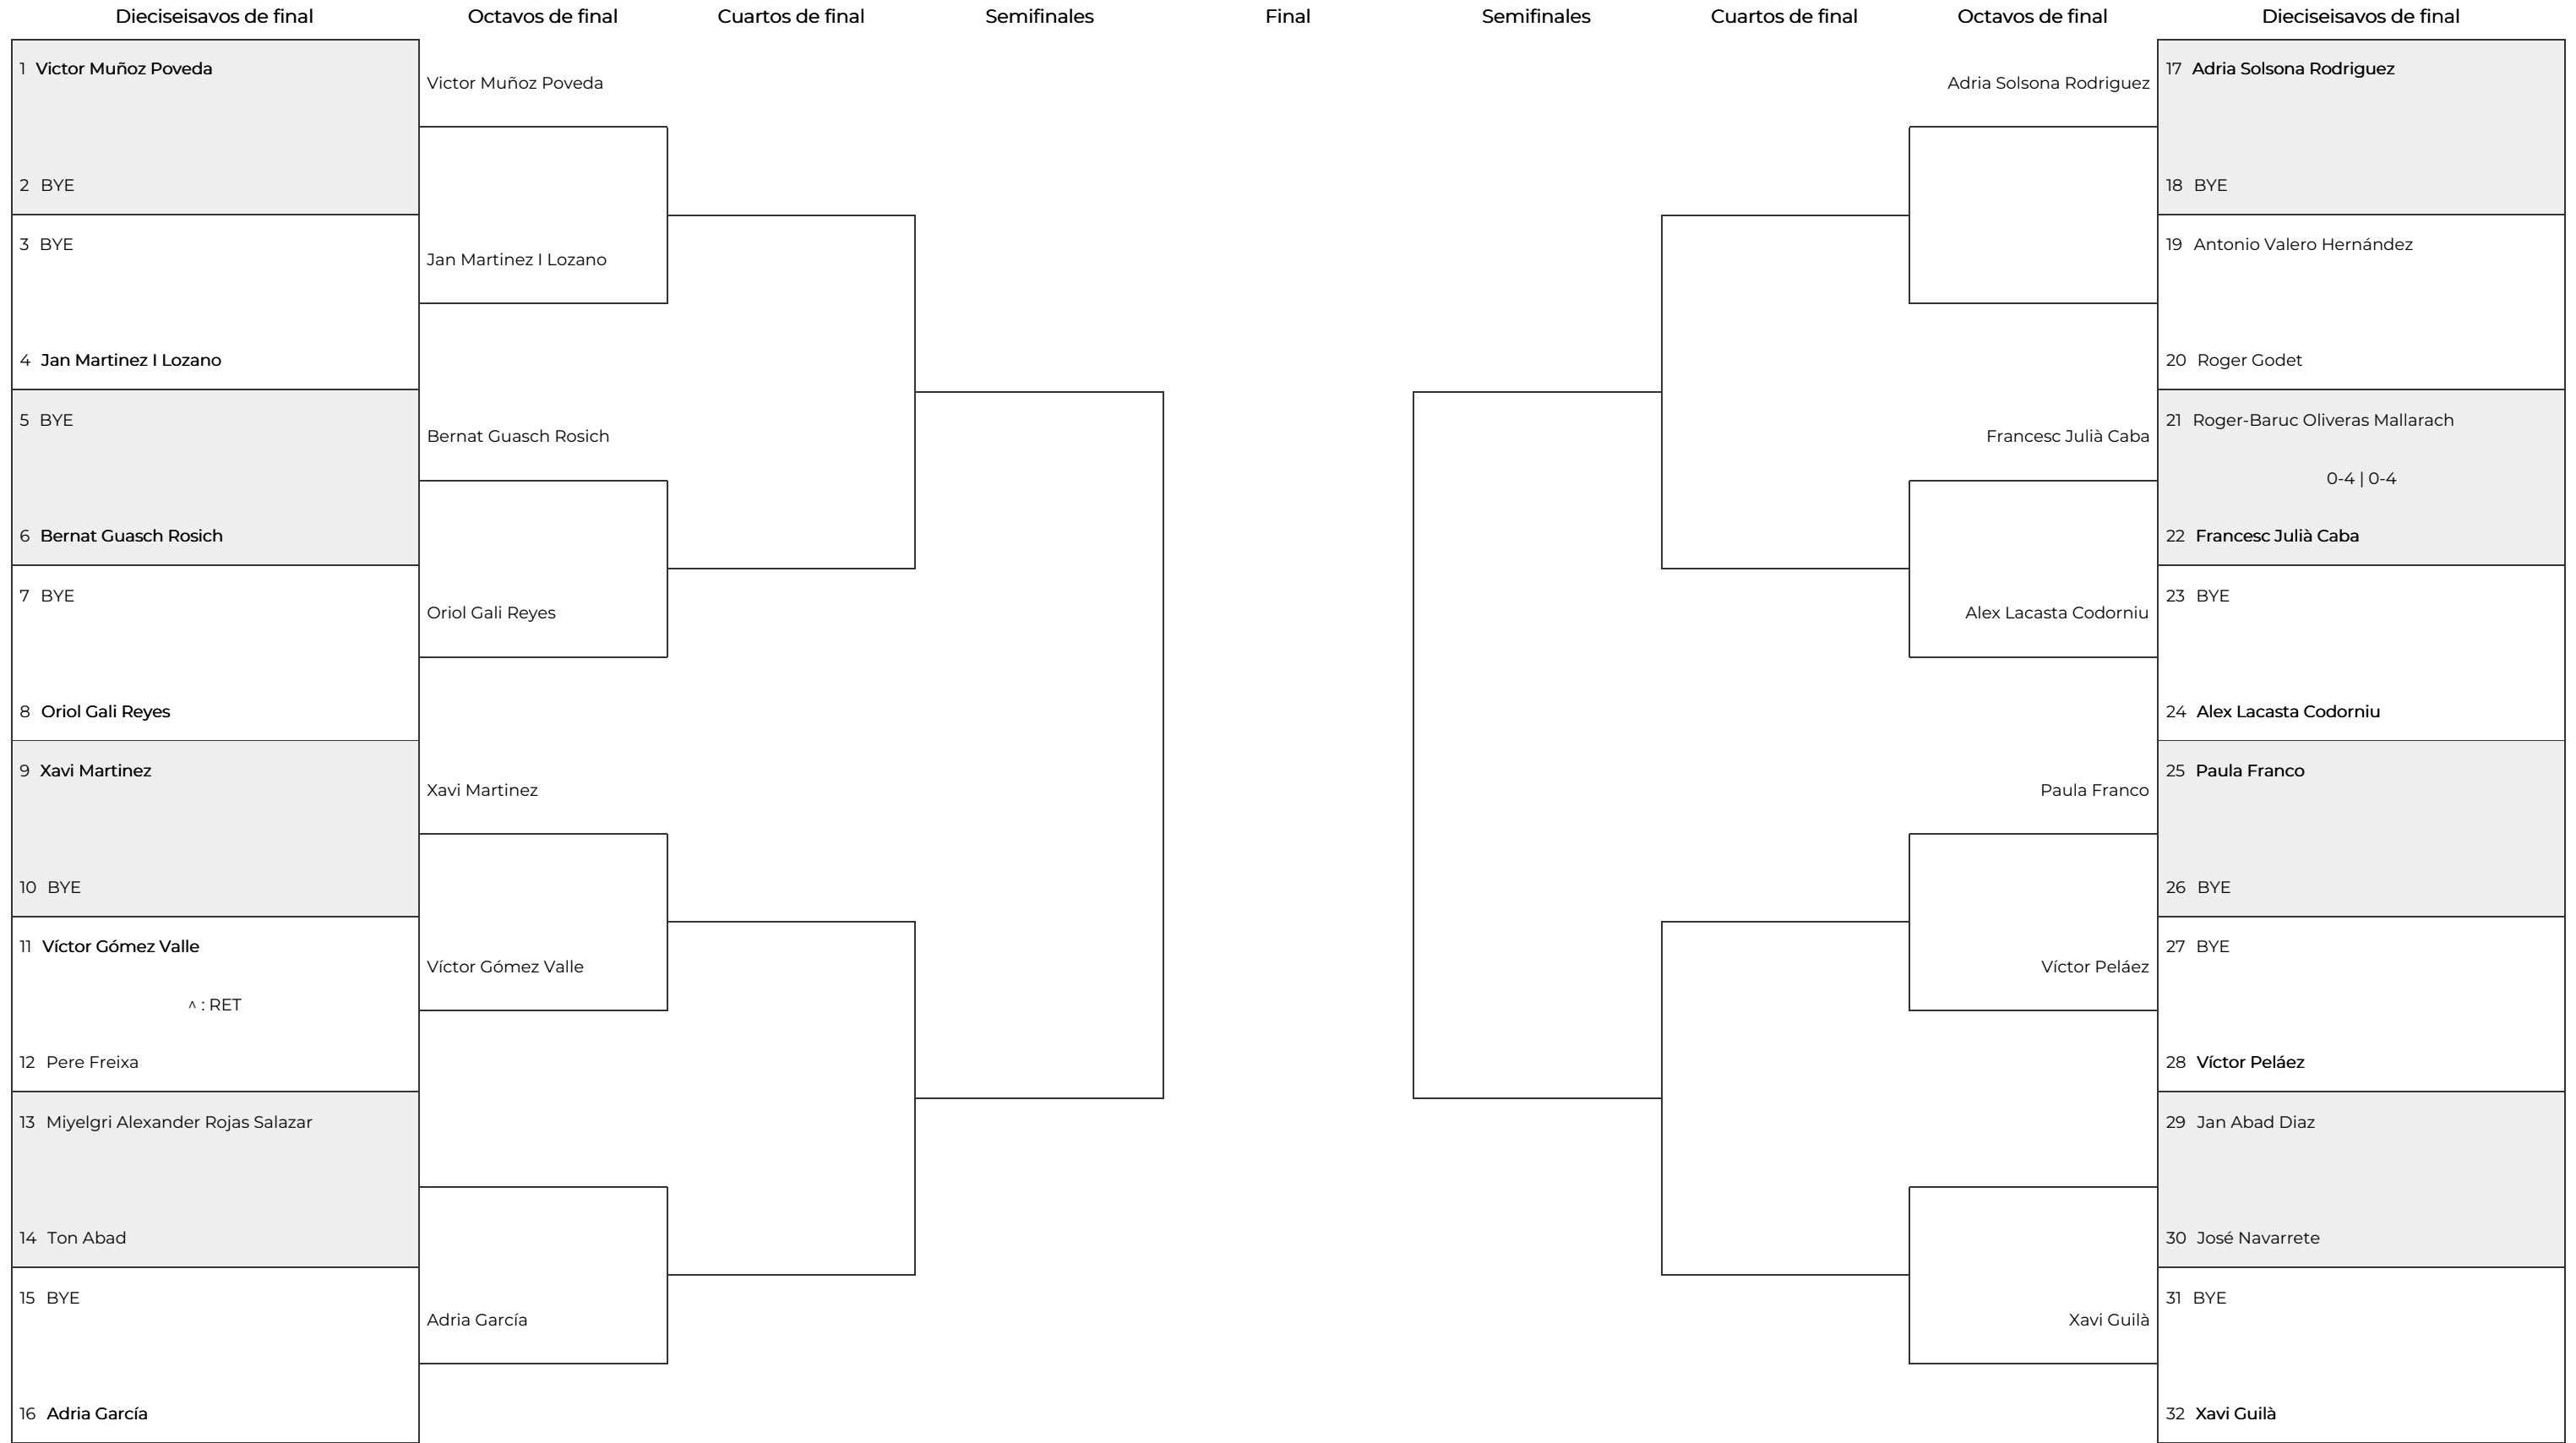 Dieciseisavos de final
Octavos de final
Cuartos de final
Semifinales
Final
Semifinales
Cuartos de final
Octavos de final
Dieciseisavos de final
1 Victor Muñoz Poveda
2 BYE
3 BYE
4 Jan Martinez I Lozano
5 BYE
6 Bernat Guasch Rosich
7 BYE
8 Oriol Gali Reyes
9 Xavi Martinez
10 BYE
11 Víctor Gómez Valle
^ : RET
12 Pere Freixa
13 Miyelgri Alexander Rojas Salazar
14 Ton Abad
15 BYE
16 Adria García
Victor Muñoz Poveda
Jan Martinez I Lozano
Bernat Guasch Rosich
Oriol Gali Reyes
Xavi Martinez
Víctor Gómez Valle
Adria García
Adria Solsona Rodriguez
Francesc Julià Caba
Alex Lacasta Codorniu
Paula Franco
Víctor Peláez
Xavi Guilà
17 Adria Solsona Rodriguez
18 BYE
19 Antonio Valero Hernández
20 Roger Godet
21 Roger-Baruc Oliveras Mallarach
0-4 | 0-4
22 Francesc Julià Caba
23 BYE
24 Alex Lacasta Codorniu
25 Paula Franco
26 BYE
27 BYE
28 Víctor Peláez
29 Jan Abad Diaz
30 José Navarrete
31 BYE
32 Xavi Guilà